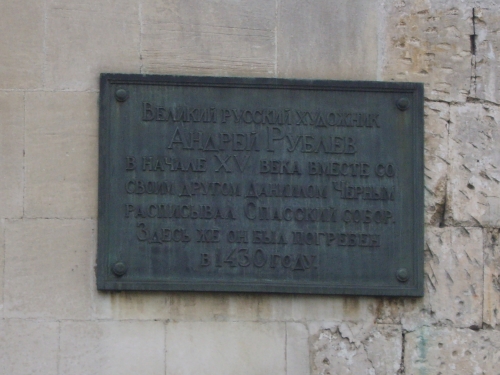 Великий русский художник
Андрей Рублев
в начале XV века вместе со
своим другом Даниилом Черным
расписывал Спасский собор.
Здесь же он был погребен
в 1430 году.